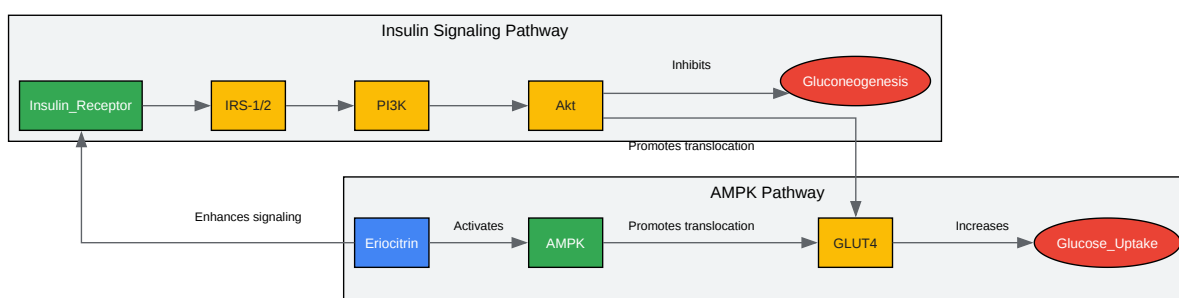 Insulin Signaling Pathway
Inhibits
Gluconeogenesis
Insulin_Receptor
IRS-1/2
PI3K
Akt
Promotes translocation
AMPK Pathway
Enhances signaling
Activates
Promotes translocation
Increases
Eriocitrin
AMPK
GLUT4
Glucose_Uptake